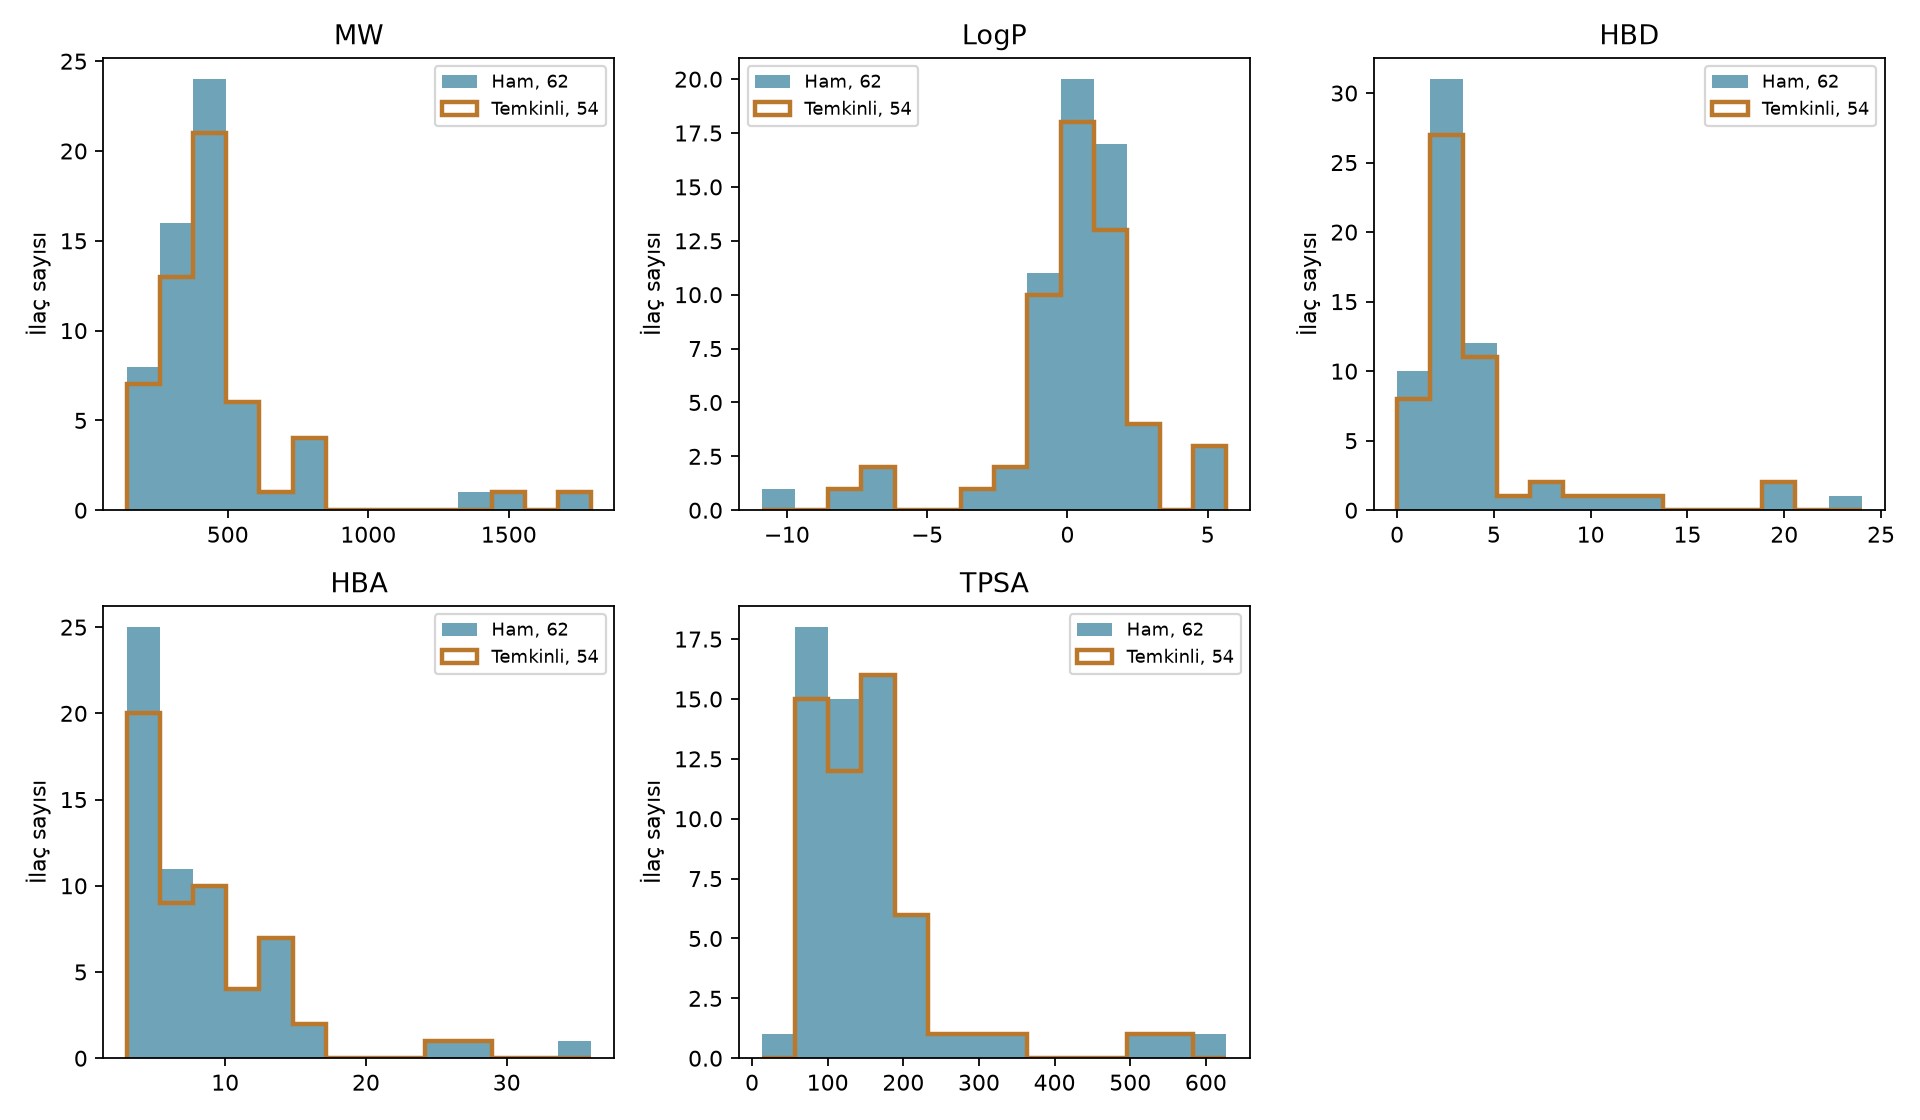 MW
25
20
15
10
5
0
İlaç sayısı
500
1000
1500
Ham, 62
Temkinli, 54
LogP
20.0
17.5
15.0
12.5
10.0
7.5
5.0
2.5
0.0
İlaç sayısı
−10
−5
0
5
Ham, 62
Temkinli, 54
HBD
30
25
20
15
10
5
0
İlaç sayısı
0
5
10
15
20
25
Ham, 62
Temkinli, 54
HBA
25
20
15
10
5
0
İlaç sayısı
10
20
30
Ham, 62
Temkinli, 54
TPSA
17.5
15.0
12.5
10.0
7.5
5.0
2.5
0.0
İlaç sayısı
0
100
200
300
400
500
600
Ham, 62
Temkinli, 54